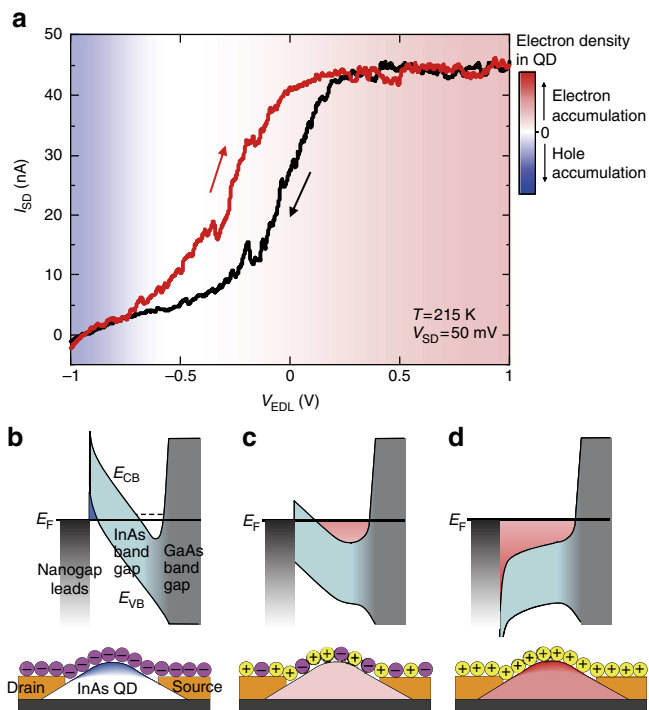 a
50
40
30
20
10
0
I_SD (nA)
−1
−0.5
0
0.5
1
V_EDL (V)
T=215 K
V_SD=50 mV
Electron density
in QD
Electron
accumulation
0
Hole
accumulation
b
c
d
E_CB
E_F
InAs
band
gap
GaAs
band
gap
Nanogap
leads
E_VB
E_F
E_F
Drain
InAs QD
Source
− − − − − − − − − − − − − − −
+ − + − + − + + − + − + − + − +
+ + + + + + + + + + + + + + +